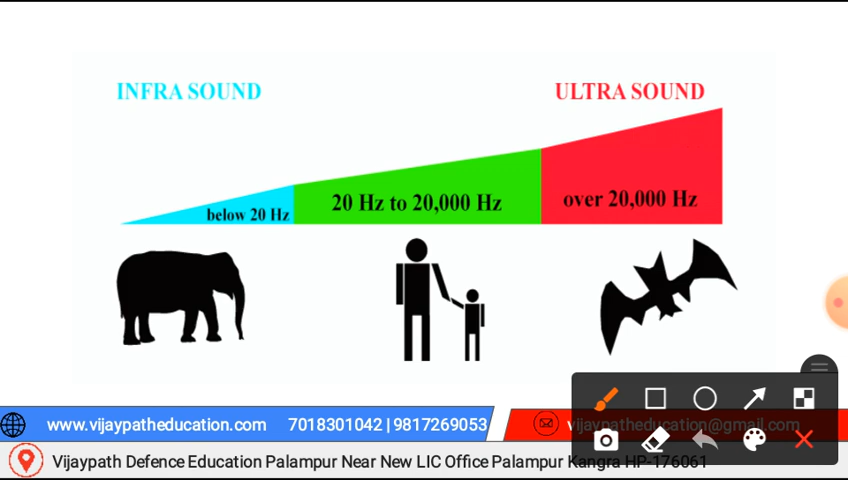 INFRA SOUND
ULTRA SOUND
below 20 Hz
20 Hz to 20,000 Hz
over 20,000 Hz
www.vijaypatheducation.com 7018301042 | 9817269053
vijaypatheducation@gmail.com
Vijaypath Defence Education Palampur Near New LIC Office Palampur Kangra HP-176061